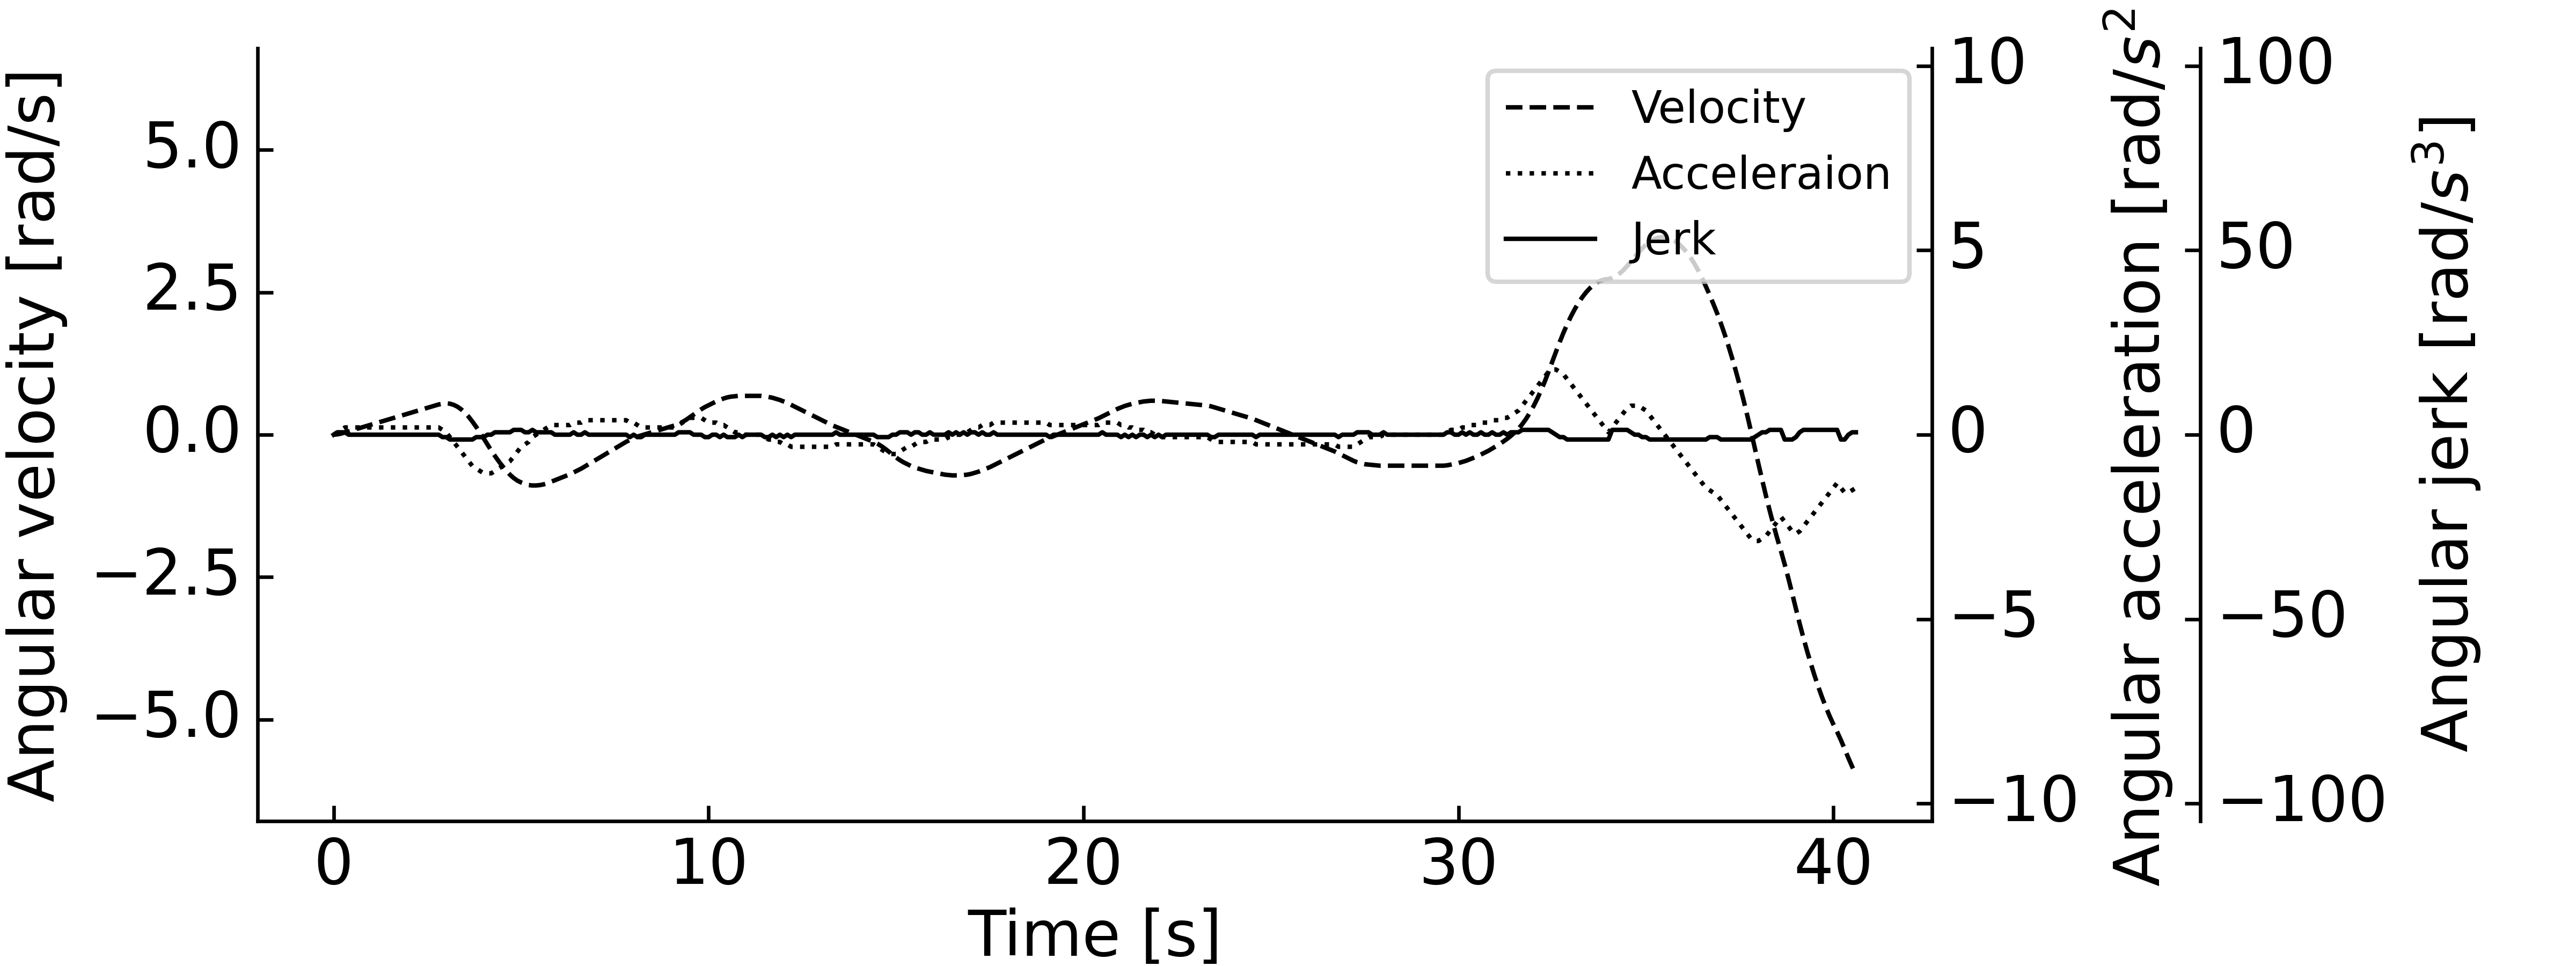 Angular velocity [rad/s]
5.0
2.5
0.0
−2.5
−5.0
Velocity
Acceleraion
Jerk
10
5
0
−5
−10
Angular acceleration [rad/s²
100
50
0
−50
−100
Angular jerk [rad/s³]
0 10 20 30 40
Time [s]